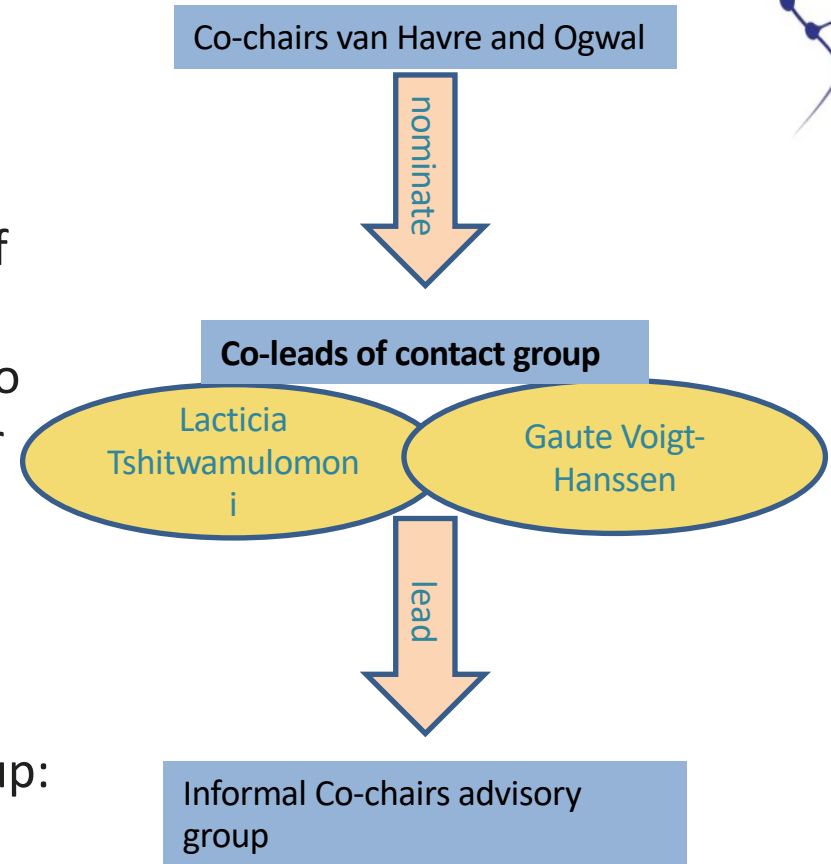 Co-chairs van Havre and Ogwal
nominate
f
Co-leads of contact group
o
Lacticia
Tshitwamulomon
i
Gaute Voigt-
Hanssen
lead
up:
Informal Co-chairs advisory
group